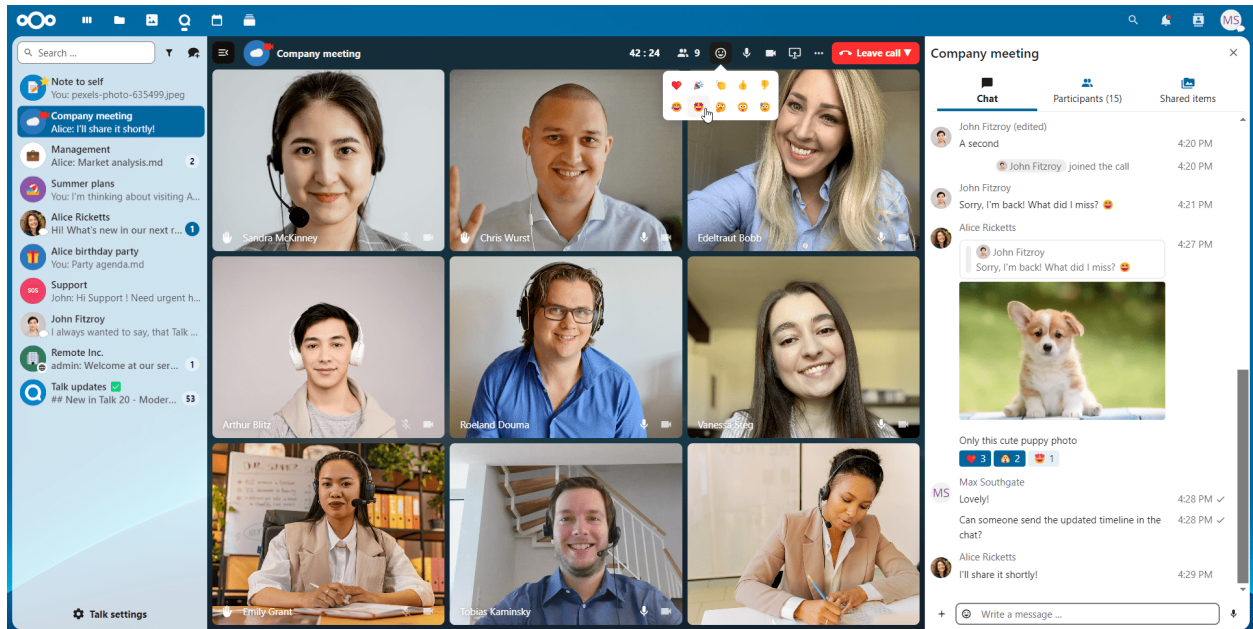 MS
Search ...
Note to self
You: pexels-photo-635499.jpeg
Company meeting
Alice: I'll share it shortly!
Management
Alice: Market analysis.md
2
Summer plans
You: I'm thinking about visiting A...
Alice Ricketts
Hi! What's new in our next r...
1
Alice birthday party
You: Party agenda.md
SOS
Support
John: Hi Support ! Need urgent h...
John Fitzroy
I always wanted to say, that Talk ...
Remote Inc.
admin: Welcome at our ser...
1
Talk updates ✅
## New in Talk 20 - Moder...
53
Talk settings
Company meeting
42 : 24
9
Leave call
Sandra McKinney
Chris Wurst
Edeltraut Bobb
Arthur Blitz
Roeland Douma
Vanessa Steg
Emily Grant
Tobias Kaminsky
Company meeting
Chat
Participants (15)
Shared items
John Fitzroy (edited)
A second
4:20 PM
John Fitzroy joined the call
4:20 PM
John Fitzroy
Sorry, I'm back! What did I miss? 😄
4:21 PM
Alice Ricketts
John Fitzroy
4:27 PM
Sorry, I'm back! What did I miss? 😄
Only this cute puppy photo
❤️ 3
2
😍 1
Max Southgate
MS
Lovely!
4:28 PM
Can someone send the updated timeline in the
4:28 PM
chat?
Alice Ricketts
I'll share it shortly!
4:29 PM
Write a message ...